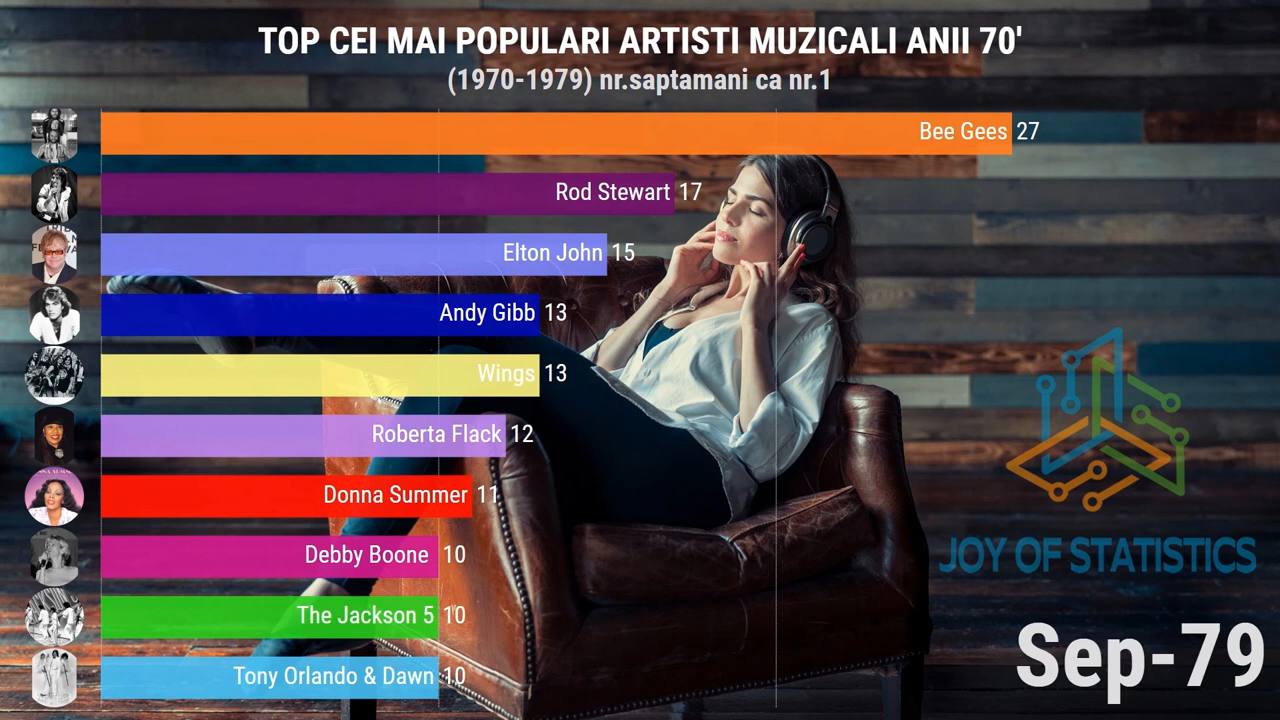 TOP CEI MAI POPULARI ARTISTI MUZICALI ANII 70'
(1970-1979) nr.saptamani ca nr.1
Bee Gees 27
Rod Stewart 17
Elton John 15
Andy Gibb 13
Wings 13
Roberta Flack 12
Donna Summer 11
Debby Boone 10
The Jackson 5 10
Tony Orlando & Dawn 10
JOY OF STATISTICS
Sep-79